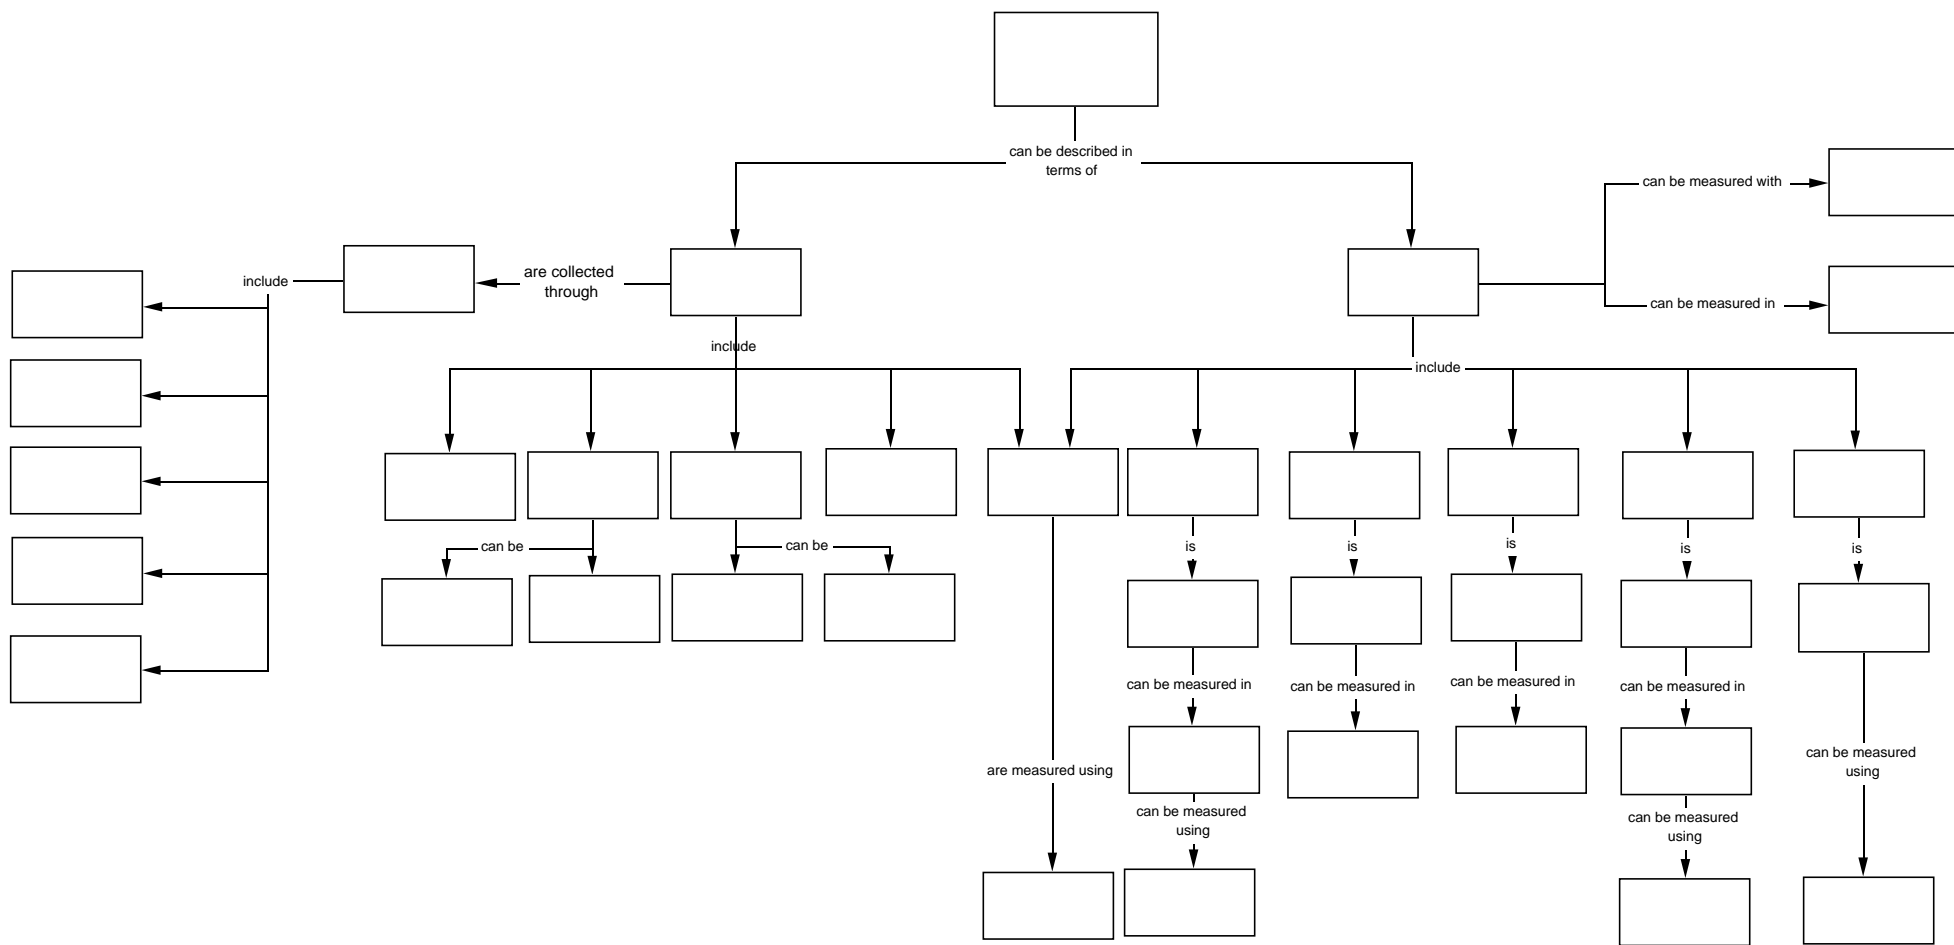 can be described in
terms of
can be measured with
include
are collected
through
can be measured in
include
include
can be
can be
is
is
is
is
is
can be measured in
can be measured in
can be measured in
can be measured in
are measured using
can be measured
using
can be measured
using
can be measured
using